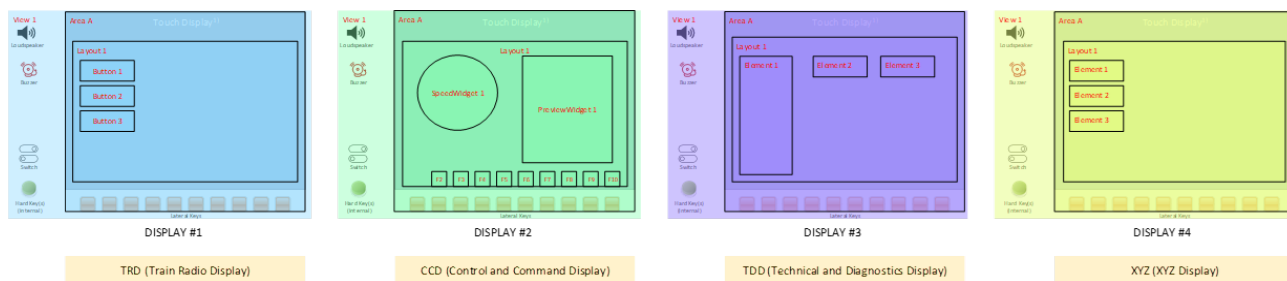 View 1
Area A
Touch Display
Loudspeaker
Buzzer
Layout 1
Button 1
Button 2
Button 3
Switch
Hard Key(s)
(Internal)
Lateral Keys
DISPLAY #1
TRD (Train Radio Display)
View 1
Area A
Touch Display
Loudspeaker
Buzzer
Layout 1
SpeedWidget 1
PreviewWidget 1
F2 F3 F4 F5 F6 F7 F8 F9 F10
Switch
Hard Key(s)
(Internal)
Lateral Keys
DISPLAY #2
CCD (Control and Command Display)
View 1
Area A
Touch Display
Loudspeaker
Buzzer
Layout 1
Element 1 Element 2 Element 3
Switch
Hard Key(s)
(Internal)
Lateral Keys
DISPLAY #3
TDD (Technical and Diagnostics Display)
View 1
Area A
Touch Display
Loudspeaker
Buzzer
Layout 1
Element 1
Element 2
Element 3
Switch
Hard Key(s)
(Internal)
Lateral Keys
DISPLAY #4
XYZ (XYZ Display)